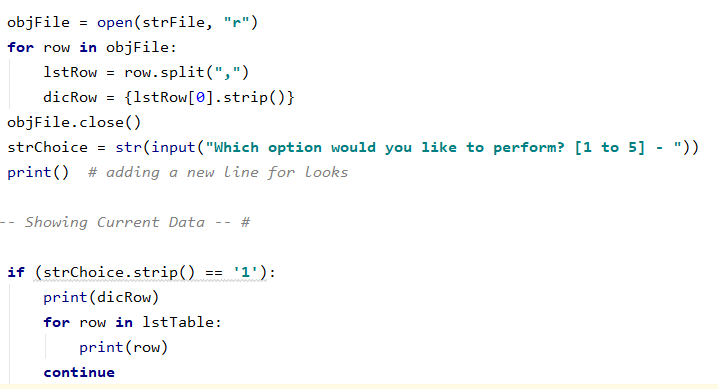 objFile = open(strFile, "r")
for row in objFile:
    lstRow = row.split(",")
    dicRow = {lstRow[0].strip()}
objFile.close()
strChoice = str(input("Which option would you like to perform? [1 to 5] - "))
print()  # adding a new line for looks
-- Showing Current Data -- #
if (strChoice.strip() == '1'):
    print(dicRow)
    for row in lstTable:
        print(row)
    continue